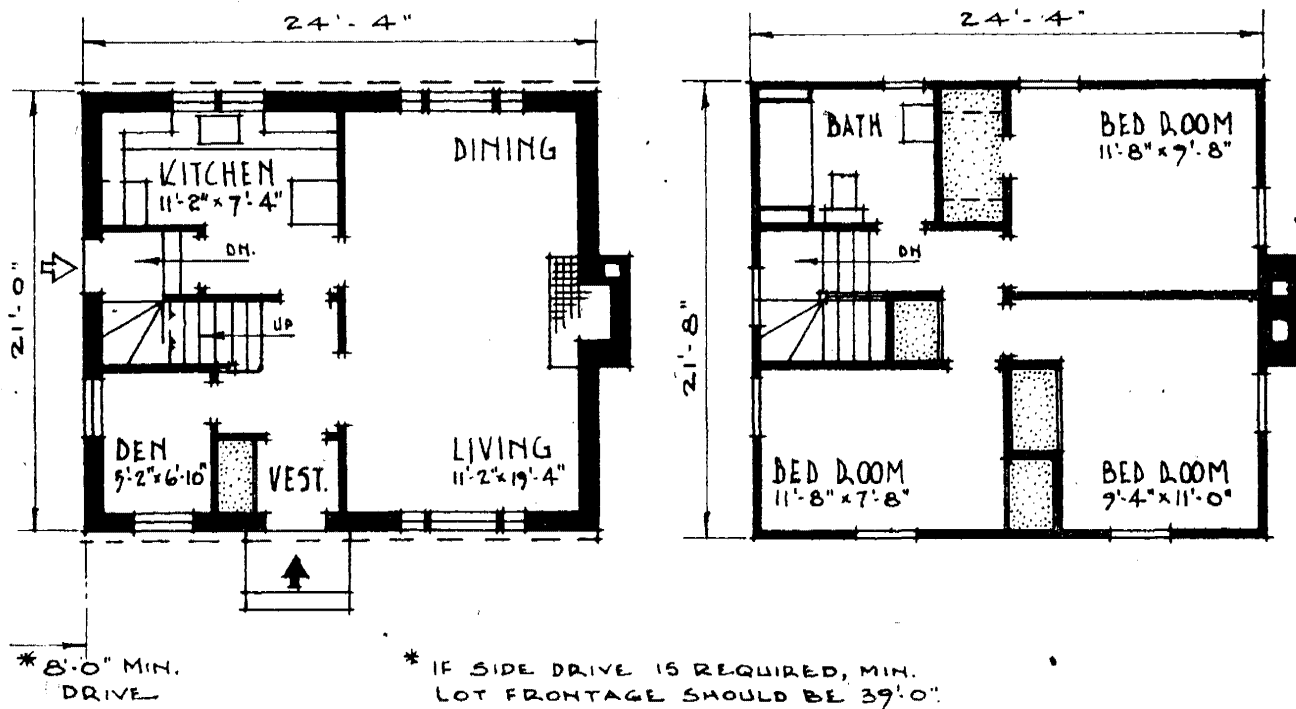 24'-4"
24'-4"
KITCHEN
11'-2" x 7'-4"
DINING
BATH
BED ROOM
11'-8" x 9'-8"
DN.
DN
21'-0"
UP
21'-8"
DEN
9'-2" x 6'-10"
VEST.
LIVING
11'-2" x 19'-4"
BED ROOM
11'-8" x 7'-8"
BED ROOM
9'-4" x 11'-0"
* 8'-0" MIN.
DRIVE
* IF SIDE DRIVE IS REQUIRED, MIN.
LOT FRONTAGE SHOULD BE 39'-0".